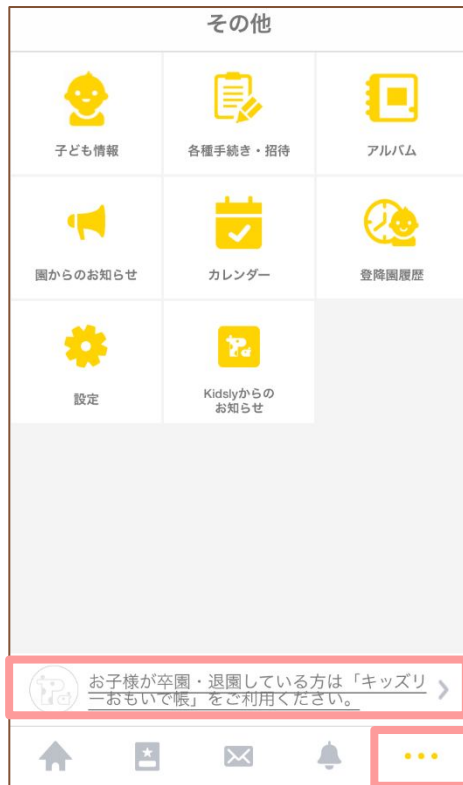 その他
子ども情報
各種手続き・招待
アルバム
園からのお知らせ
カレンダー
登降園履歴
設定
Kidslyからの
お知らせ
お子様が卒園・退園している方は「キッズリ
ーおもいで帳」をご利用ください。